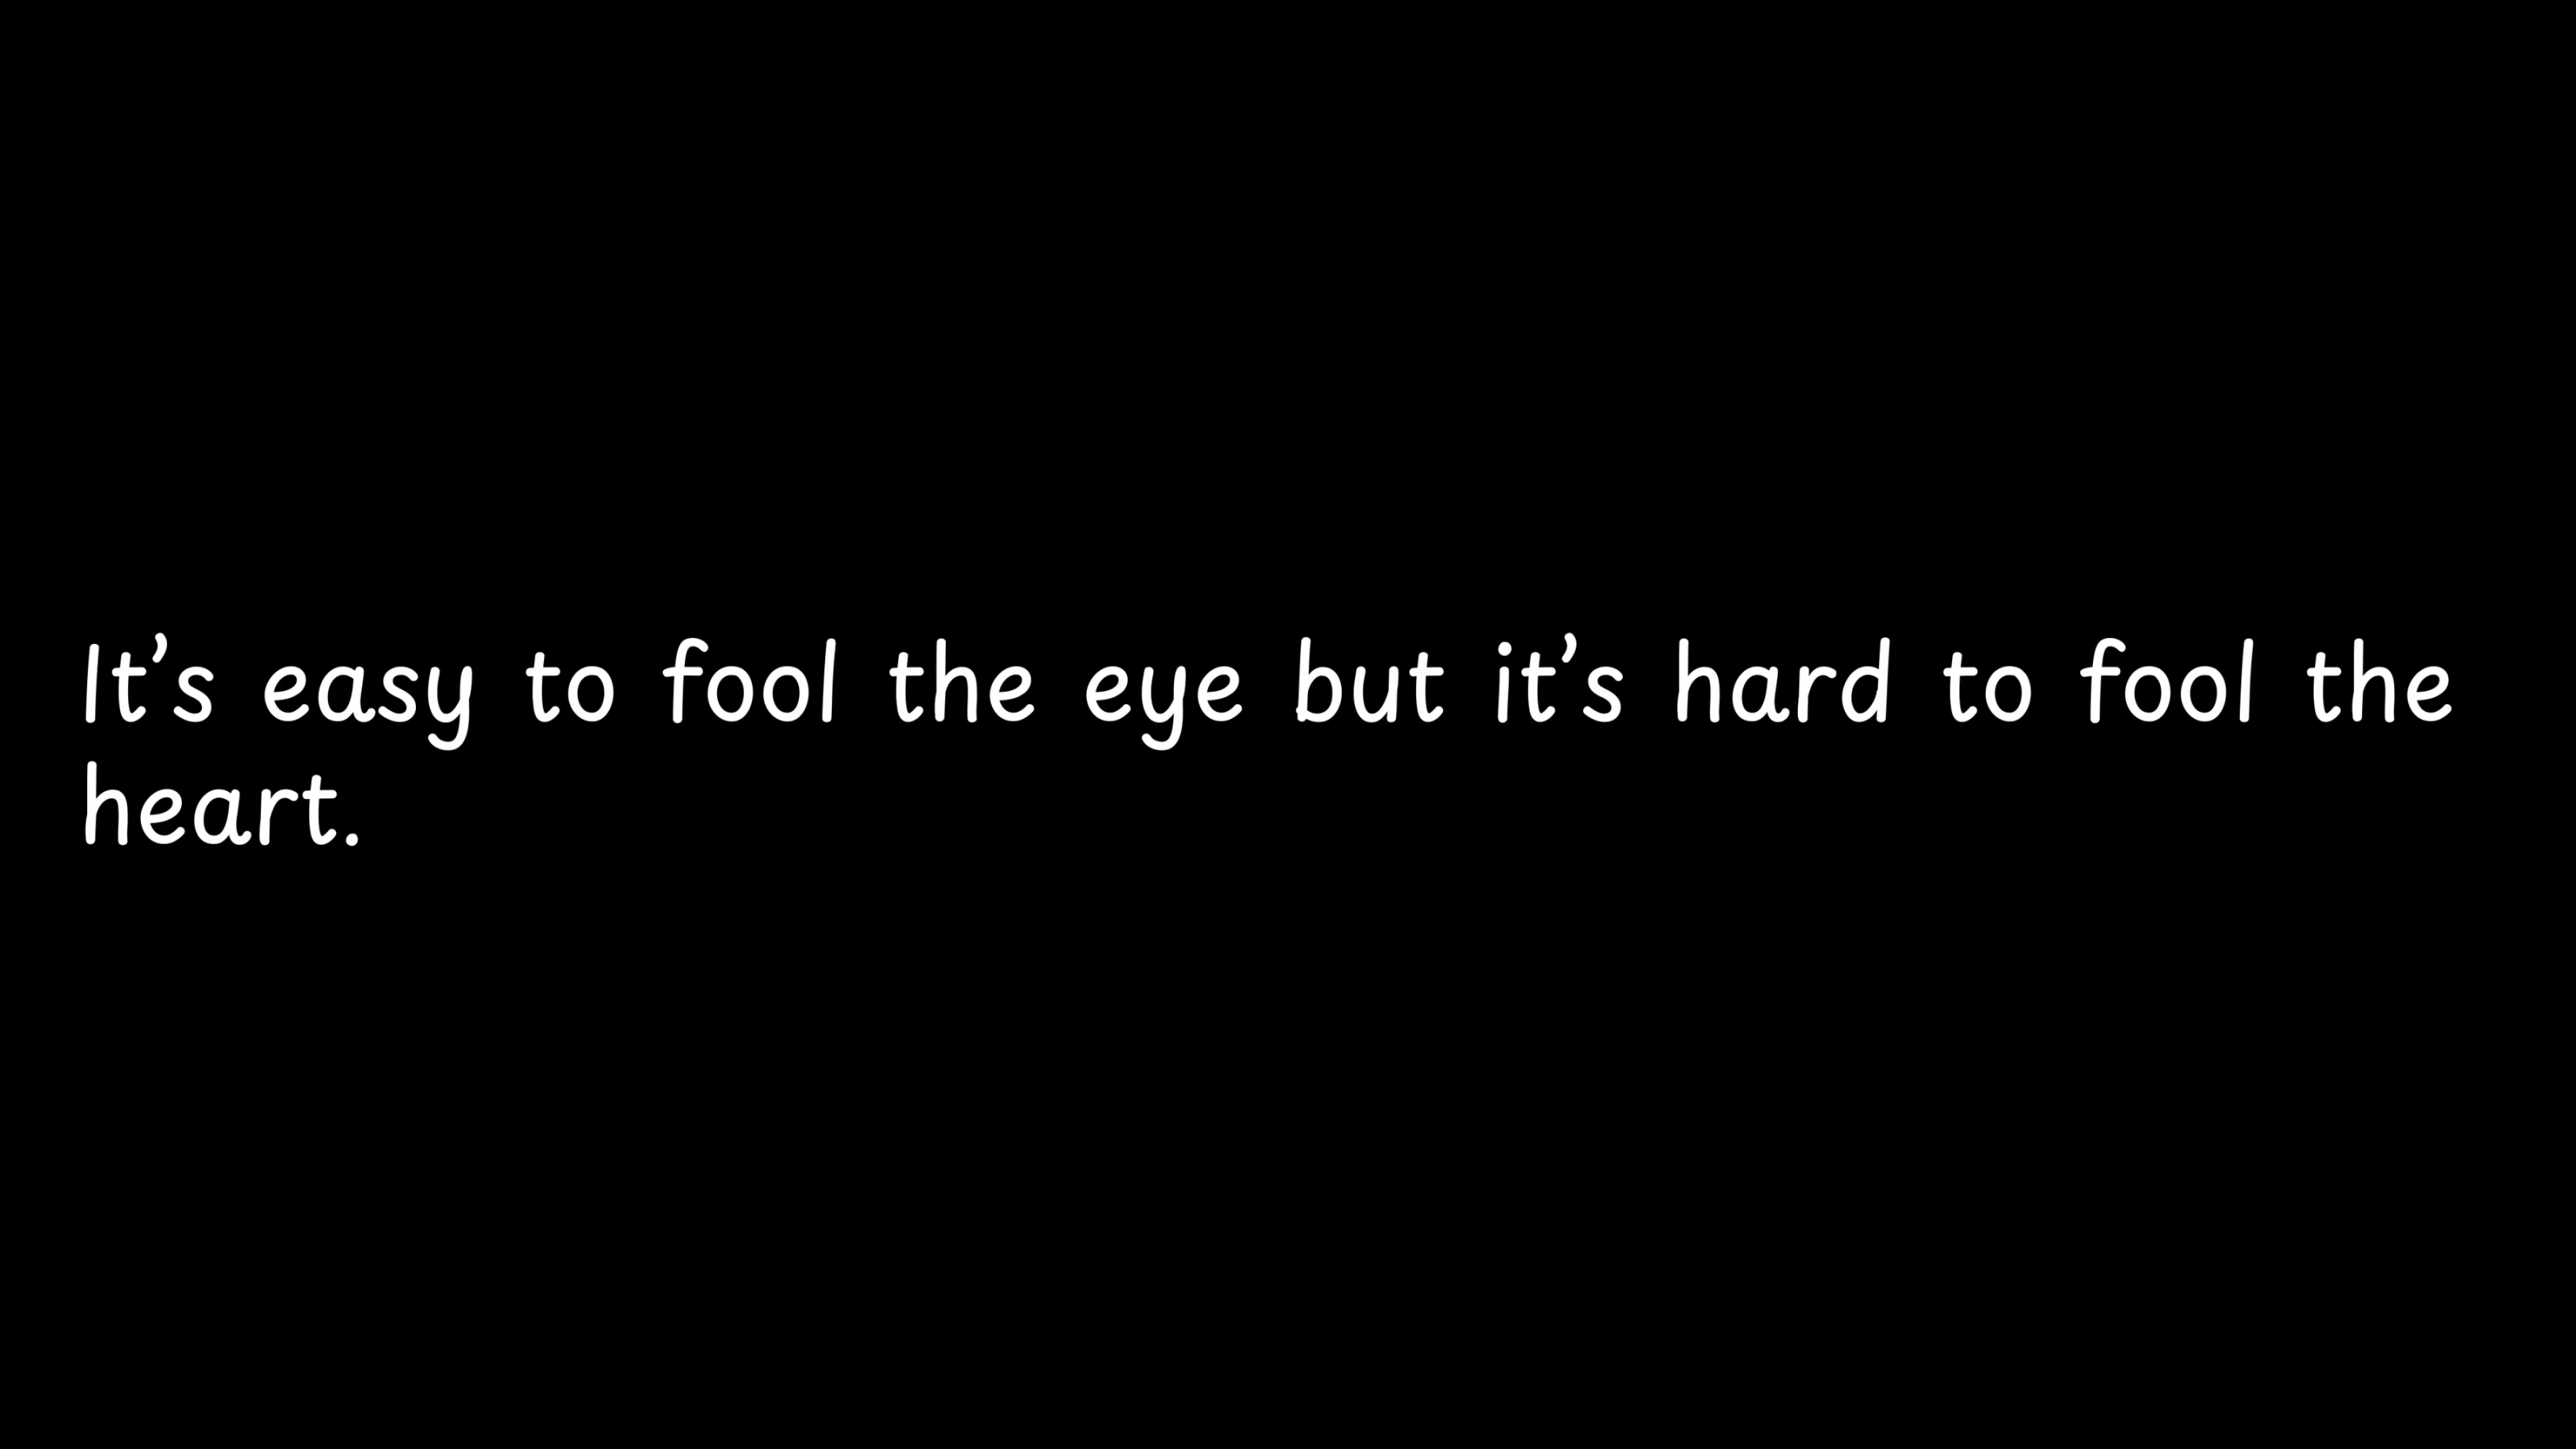 It’s easy to fool the eye but it’s hard to fool the
heart.